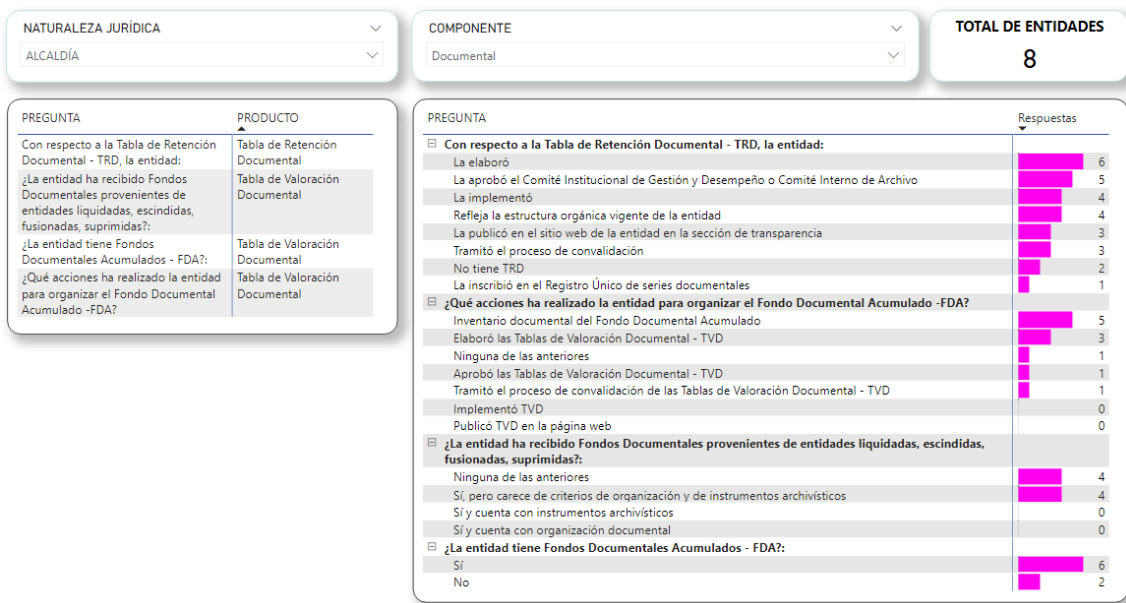 NATURALEZA JURÍDICA
ALCALDÍA
COMPONENTE
Documental
TOTAL DE ENTIDADES
8
PREGUNTA PRODUCTO
Con respecto a la Tabla de Retención Tabla de Retención
Documental - TRD, la entidad: Documental
¿La entidad ha recibido Fondos Tabla de Valoración
Documentales provenientes de Documental
entidades liquidadas, escindidas,
fusionadas, suprimidas?:
¿La entidad tiene Fondos Tabla de Valoración
Documentales Acumulados - FDA?: Documental
¿Qué acciones ha realizado la entidad Tabla de Valoración
para organizar el Fondo Documental Documental
Acumulado -FDA?
PREGUNTA Respuestas
Con respecto a la Tabla de Retención Documental - TRD, la entidad:
La elaboró 6
La aprobó el Comité Institucional de Gestión y Desempeño o Comité Interno de Archivo 5
La implementó 4
Refleja la estructura orgánica vigente de la entidad 4
La publicó en el sitio web de la entidad en la sección de transparencia 3
Tramitó el proceso de convalidación 3
No tiene TRD 2
La inscribió en el Registro Único de series documentales 1
¿Qué acciones ha realizado la entidad para organizar el Fondo Documental Acumulado -FDA?
Inventario documental del Fondo Documental Acumulado 5
Elaboró las Tablas de Valoración Documental - TVD 3
Ninguna de las anteriores 1
Aprobó las Tablas de Valoración Documental - TVD 1
Tramitó el proceso de convalidación de las Tablas de Valoración Documental - TVD 1
Implementó TVD 0
Publicó TVD en la página web 0
¿La entidad ha recibido Fondos Documentales provenientes de entidades liquidadas, escindidas,
fusionadas, suprimidas?:
Ninguna de las anteriores 4
Sí, pero carece de criterios de organización y de instrumentos archivísticos 4
Sí y cuenta con instrumentos archivísticos 0
Sí y cuenta con organización documental 0
¿La entidad tiene Fondos Documentales Acumulados - FDA?:
Sí 6
No 2